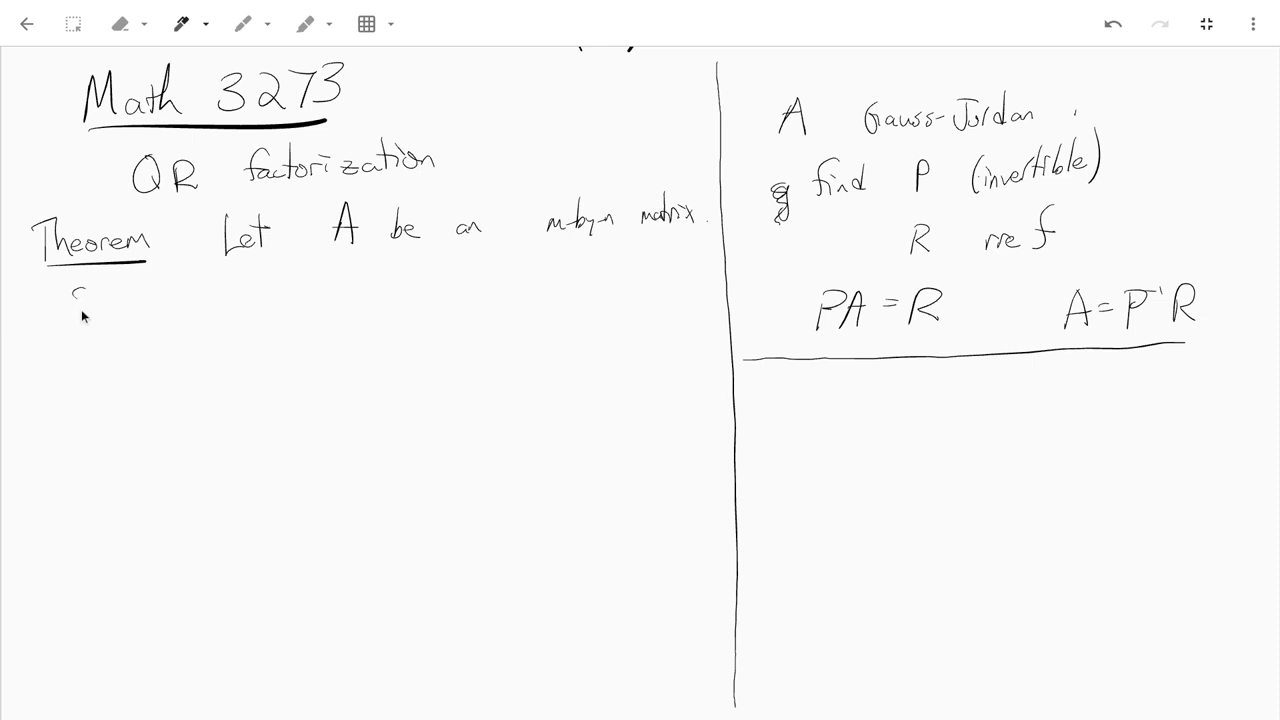 Math 3273
QR factorization
Theorem Let A be an m-by-n matrix.
A Gauss-Jordan
find P (invertible)
R rref
PA = R A = P⁻¹R